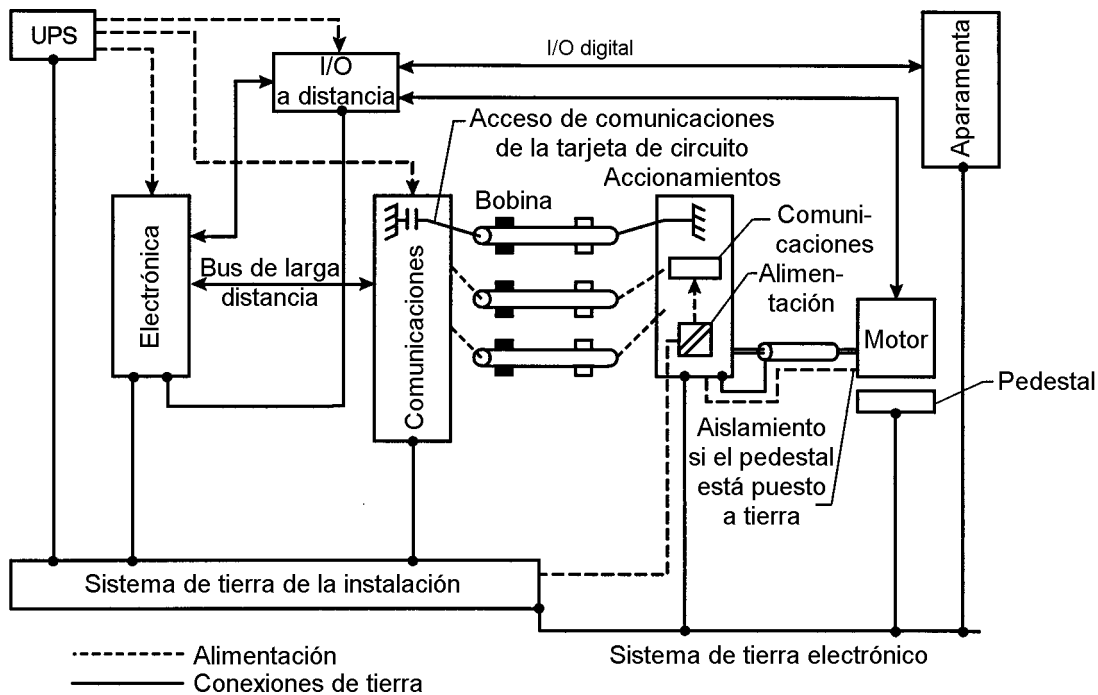 UPS
I/O
a distancia
I/O digital
Aparamenta
Acceso de comunicaciones
de la tarjeta de circuito
Accionamientos
Bobina
Comuni-
caciones
Alimen-
tación
Electrónica
Bus de larga
distancia
Comunicaciones
Motor
Pedestal
Aislamiento
si el pedestal
está puesto
a tierra
Sistema de tierra de la instalación
Sistema de tierra electrónico
Alimentación
Conexiones de tierra